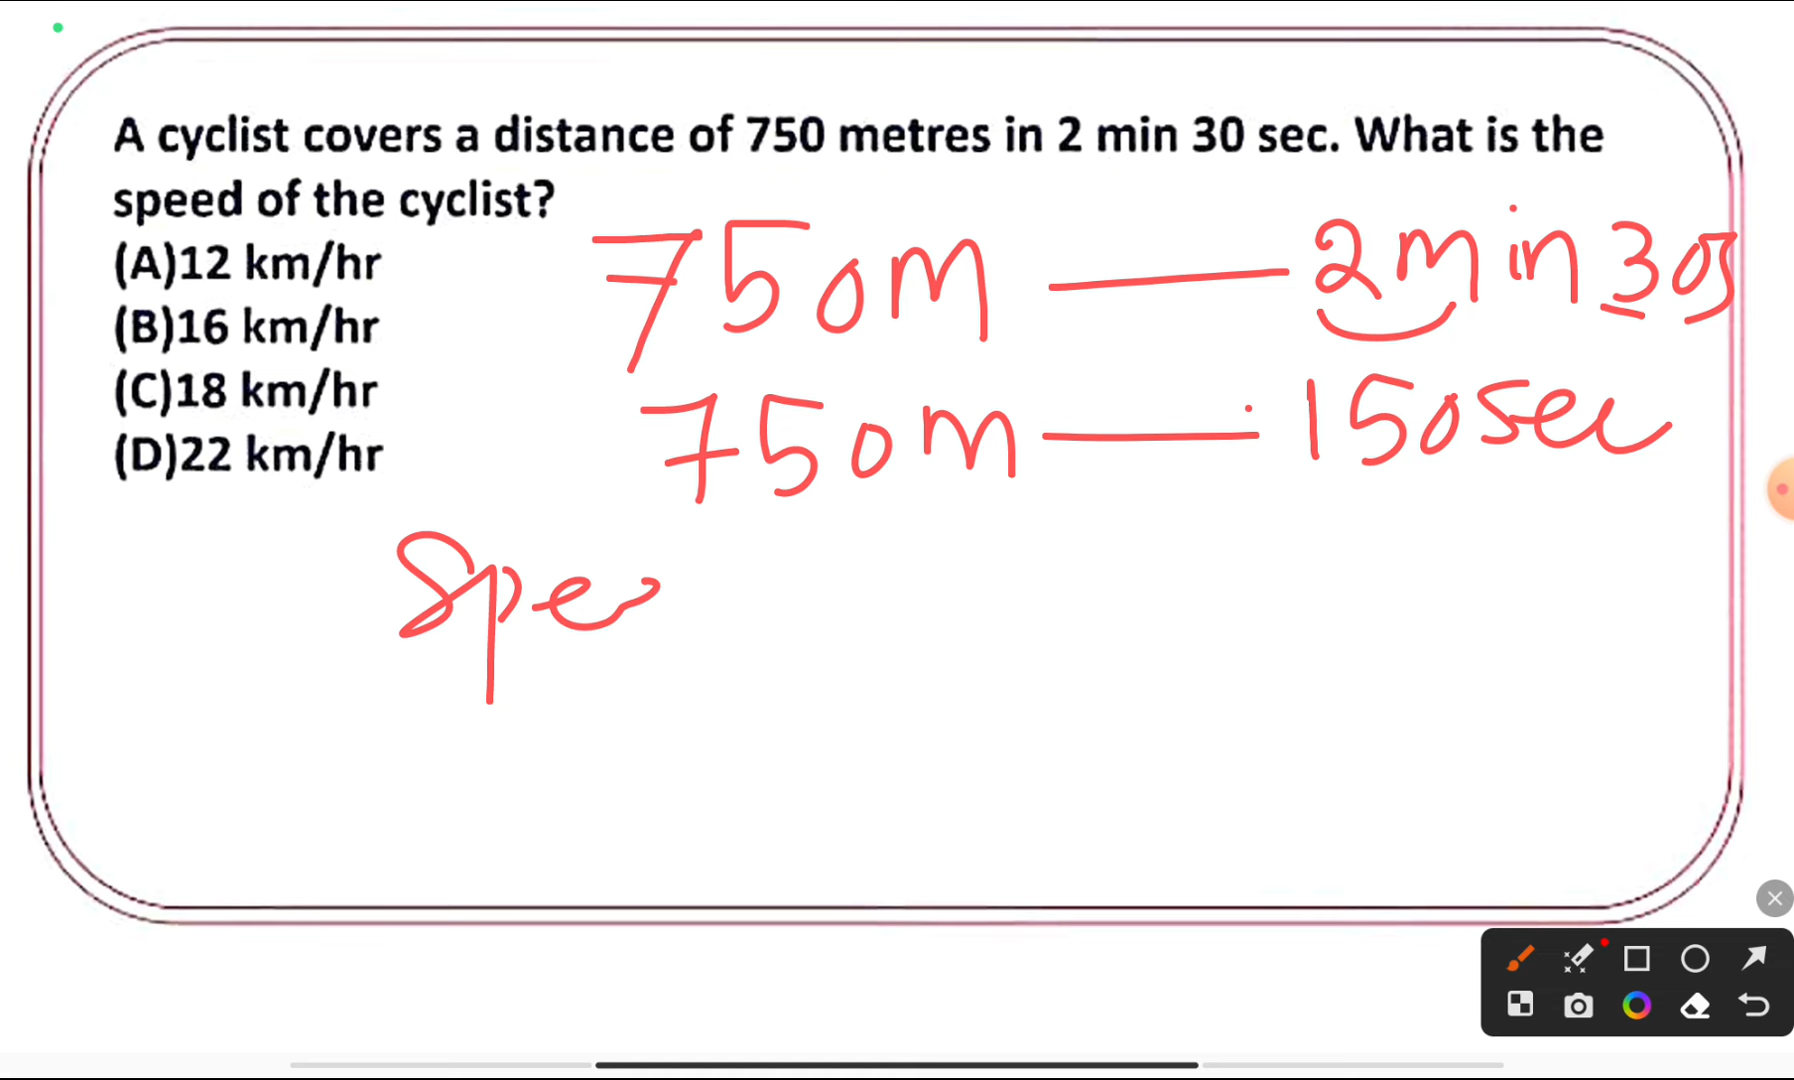 A cyclist covers a distance of 750 metres in 2 min 30 sec. What is the
speed of the cyclist?
(A)12 km/hr
(B)16 km/hr
(C)18 km/hr
(D)22 km/hr
750m — 2min 30s
750m — 150sec
Spe